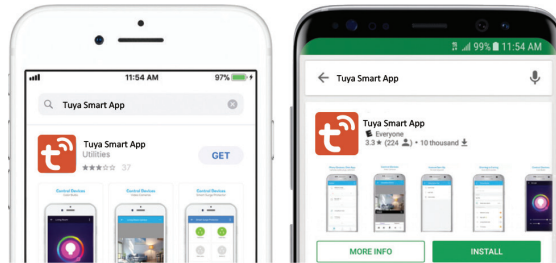 11:54 AM
97%
Tuya Smart App
Tuya Smart App
Utilities
37
GET
Control Devices
Control Devices
Control Devices
99% 11:54 AM
Tuya Smart App
Tuya Smart App
Everyone
3.3 ★ (224 ) • 10 thousand
MORE INFO
INSTALL